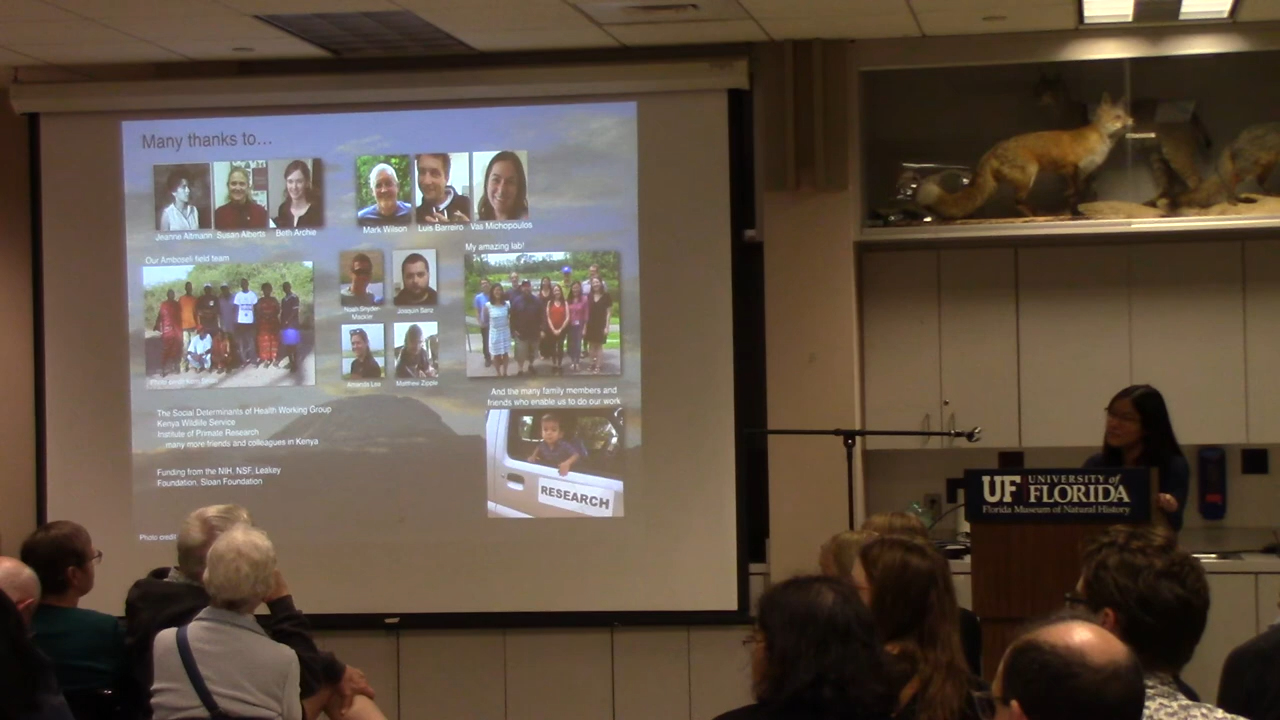 Many thanks to...
Jeanne Altmann Susan Alberts Beth Archie
Mark Wilson Luis Barreiro Vas Michopoulos
Our Amboseli field team
My amazing lab!
Noah Snyder-
Mackler
Joaquin Sanz
Amanda Lea
Matthew Zipple
And the many family members and
friends who enable us to do our work
The Social Determinants of Health Working Group
Kenya Wildlife Service
Institute of Primate Research
many more friends and colleagues in Kenya
Funding from the NIH, NSF, Leakey
Foundation, Sloan Foundation
RESEARCH
Photo credit
UF UNIVERSITY of
FLORIDA
Florida Museum of Natural History